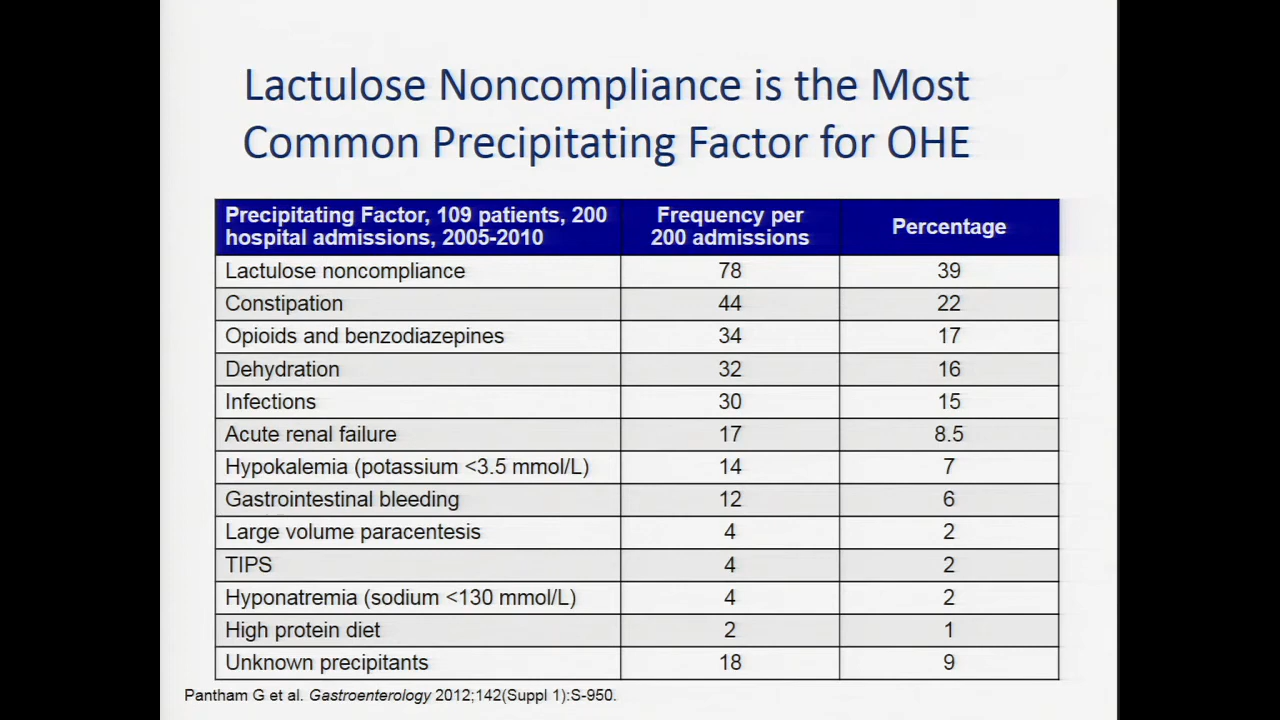 Lactulose Noncompliance is the Most
Common Precipitating Factor for OHE
Precipitating Factor, 109 patients, 200 hospital admissions, 2005-2010 Frequency per 200 admissions Percentage
Lactulose noncompliance 78 39
Constipation 44 22
Opioids and benzodiazepines 34 17
Dehydration 32 16
Infections 30 15
Acute renal failure 17 8.5
Hypokalemia (potassium <3.5 mmol/L) 14 7
Gastrointestinal bleeding 12 6
Large volume paracentesis 4 2
TIPS 4 2
Hyponatremia (sodium <130 mmol/L) 4 2
High protein diet 2 1
Unknown precipitants 18 9
Pantham G et al. Gastroenterology 2012;142(Suppl 1):S-950.